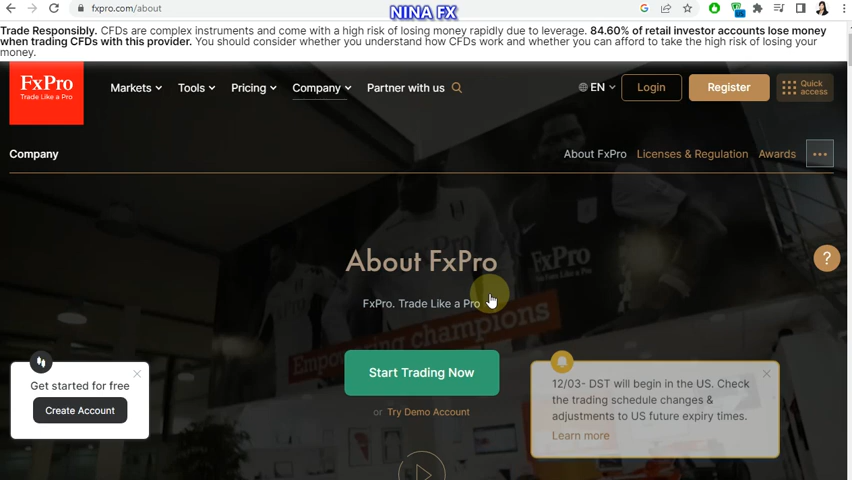 fxpro.com/about
NINA FX
Trade Responsibly. CFDs are complex instruments and come with a high risk of losing money rapidly due to leverage. 84.60% of retail investor accounts lose money
when trading CFDs with this provider. You should consider whether you understand how CFDs work and whether you can afford to take the high risk of losing your
money.
FxPro
Trade Like a Pro
Markets
Tools
Pricing
Company
Partner with us
EN
Login
Register
Quick
access
Company
About FxPro
Licenses & Regulation
Awards
FxPro
Trade Like a Pro
About FxPro
FxPro. Trade Like a Pro
Empowering champions
Get started for free
Create Account
Start Trading Now
or Try Demo Account
12/03- DST will begin in the US. Check
the trading schedule changes &
adjustments to US future expiry times.
Learn more
?